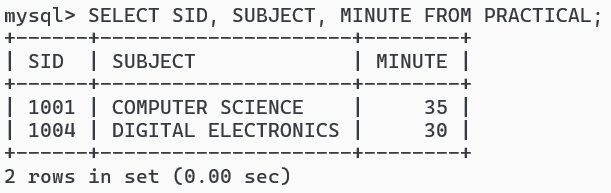 mysql> SELECT SID, SUBJECT, MINUTE FROM PRACTICAL;
+------+---------------------+--------+
| SID  | SUBJECT             | MINUTE |
+------+---------------------+--------+
| 1001 | COMPUTER SCIENCE    |     35 |
| 1004 | DIGITAL ELECTRONICS |     30 |
+------+---------------------+--------+
2 rows in set (0.00 sec)